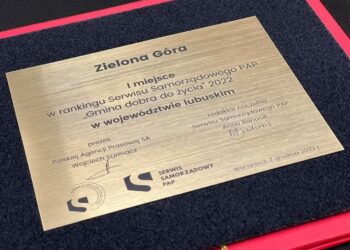 Zielona Góra
I miejsce
w rankingu Serwisu Samorządowego PAP
„Gmina dobra do życia” 2022
w województwie lubuskim
prezes
Polskiej Agencji Prasowej SA
Wojciech Surmacz
redaktor naczelna
Serwisu Samorządowego PAP
Anna Banasik
SERWIS
SAMORZĄDOWY
PAP
Warszawa, 2 grudnia 2022 r.